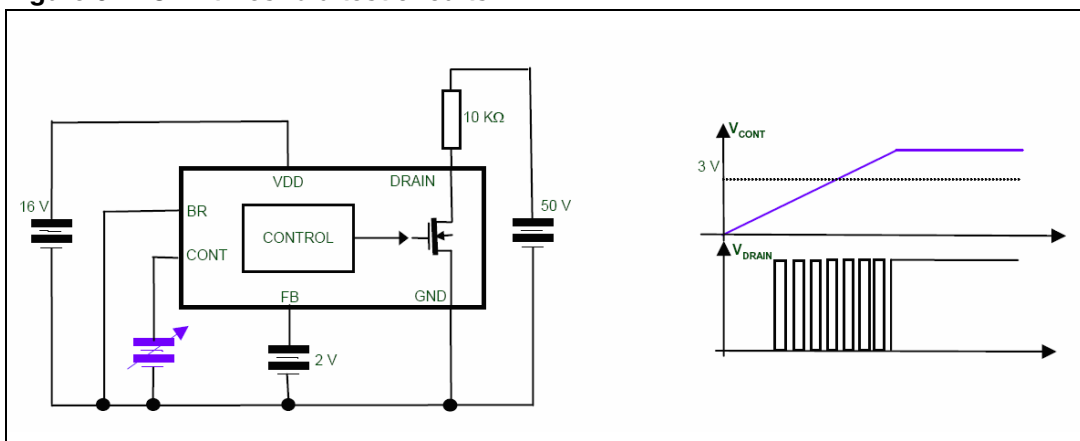 10 KΩ
VDD
DRAIN
16 V
BR
50 V
CONTROL
CONT
FB
GND
2 V
VCONT
3 V
VDRAIN